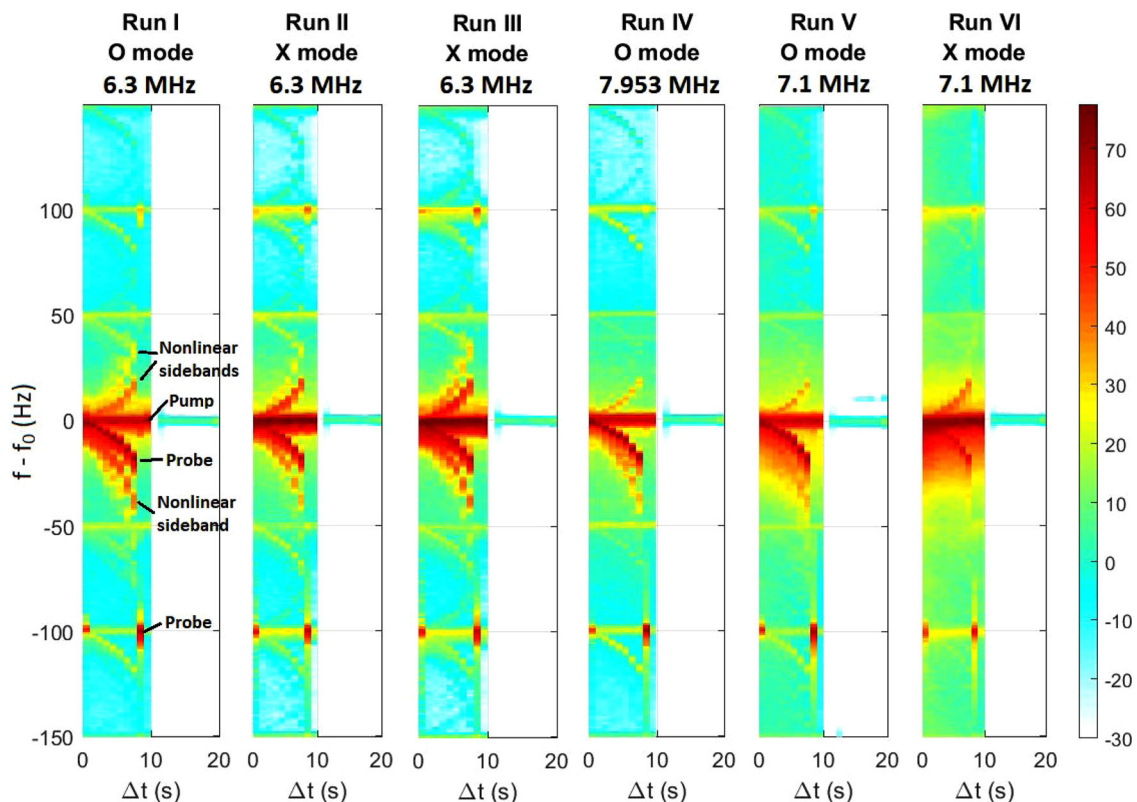 Run I Run II Run III Run IV Run V Run VI
O mode X mode X mode O mode O mode X mode
6.3 MHz 6.3 MHz 6.3 MHz 7.953 MHz 7.1 MHz 7.1 MHz
f - f0 (Hz)
100
50
0
-50
-100
-150
Nonlinear
sidebands
Pump
Probe
Nonlinear
sideband
Probe
70
60
50
40
30
20
10
0
-10
-20
-30
0 10 20 0 10 20 0 10 20 0 10 20 0 10 20 0 10 20
Δt (s) Δt (s) Δt (s) Δt (s) Δt (s) Δt (s)